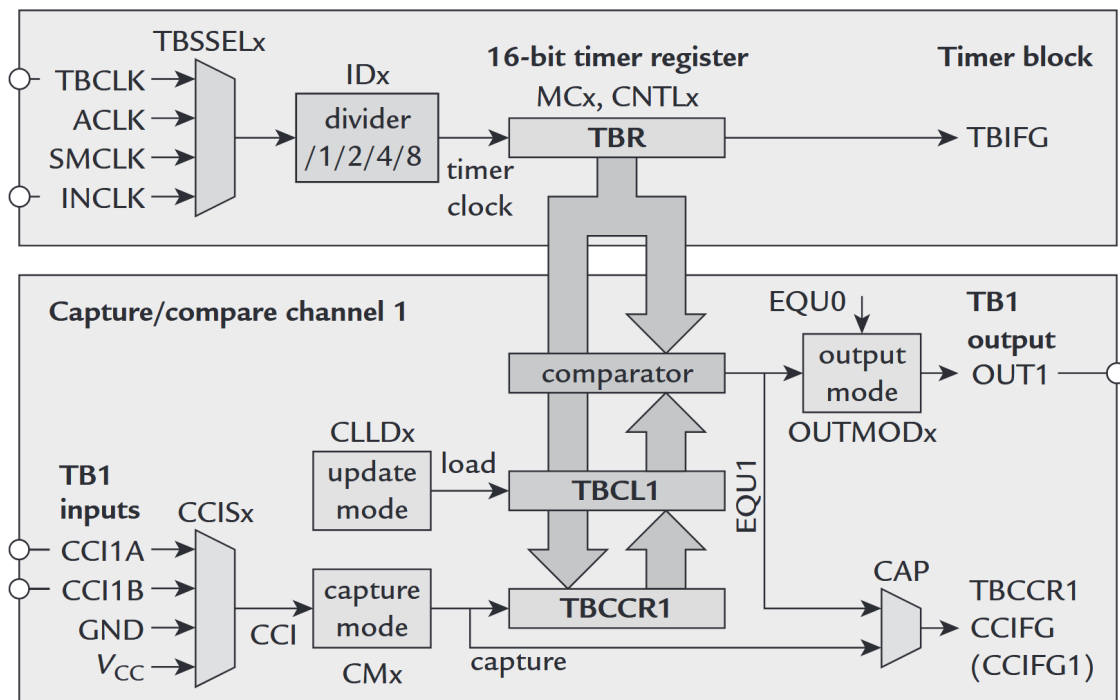 TBSSELx
TBCLK
ACLK
SMCLK
INCLK
IDx
divider
/1/2/4/8
timer
clock
16-bit timer register
MCx, CNTLx
TBR
Timer block
TBIFG
Capture/compare channel 1
EQU0
TB1
output
OUT1
comparator
output
mode
OUTMODx
CLLDx
update
mode
load
TBCL1
EQU1
TB1
inputs
CCISx
CCI1A
CCI1B
GND
VCC
CCI
capture
mode
CMx
TBCCR1
capture
CAP
TBCCR1
CCIFG
(CCIFG1)